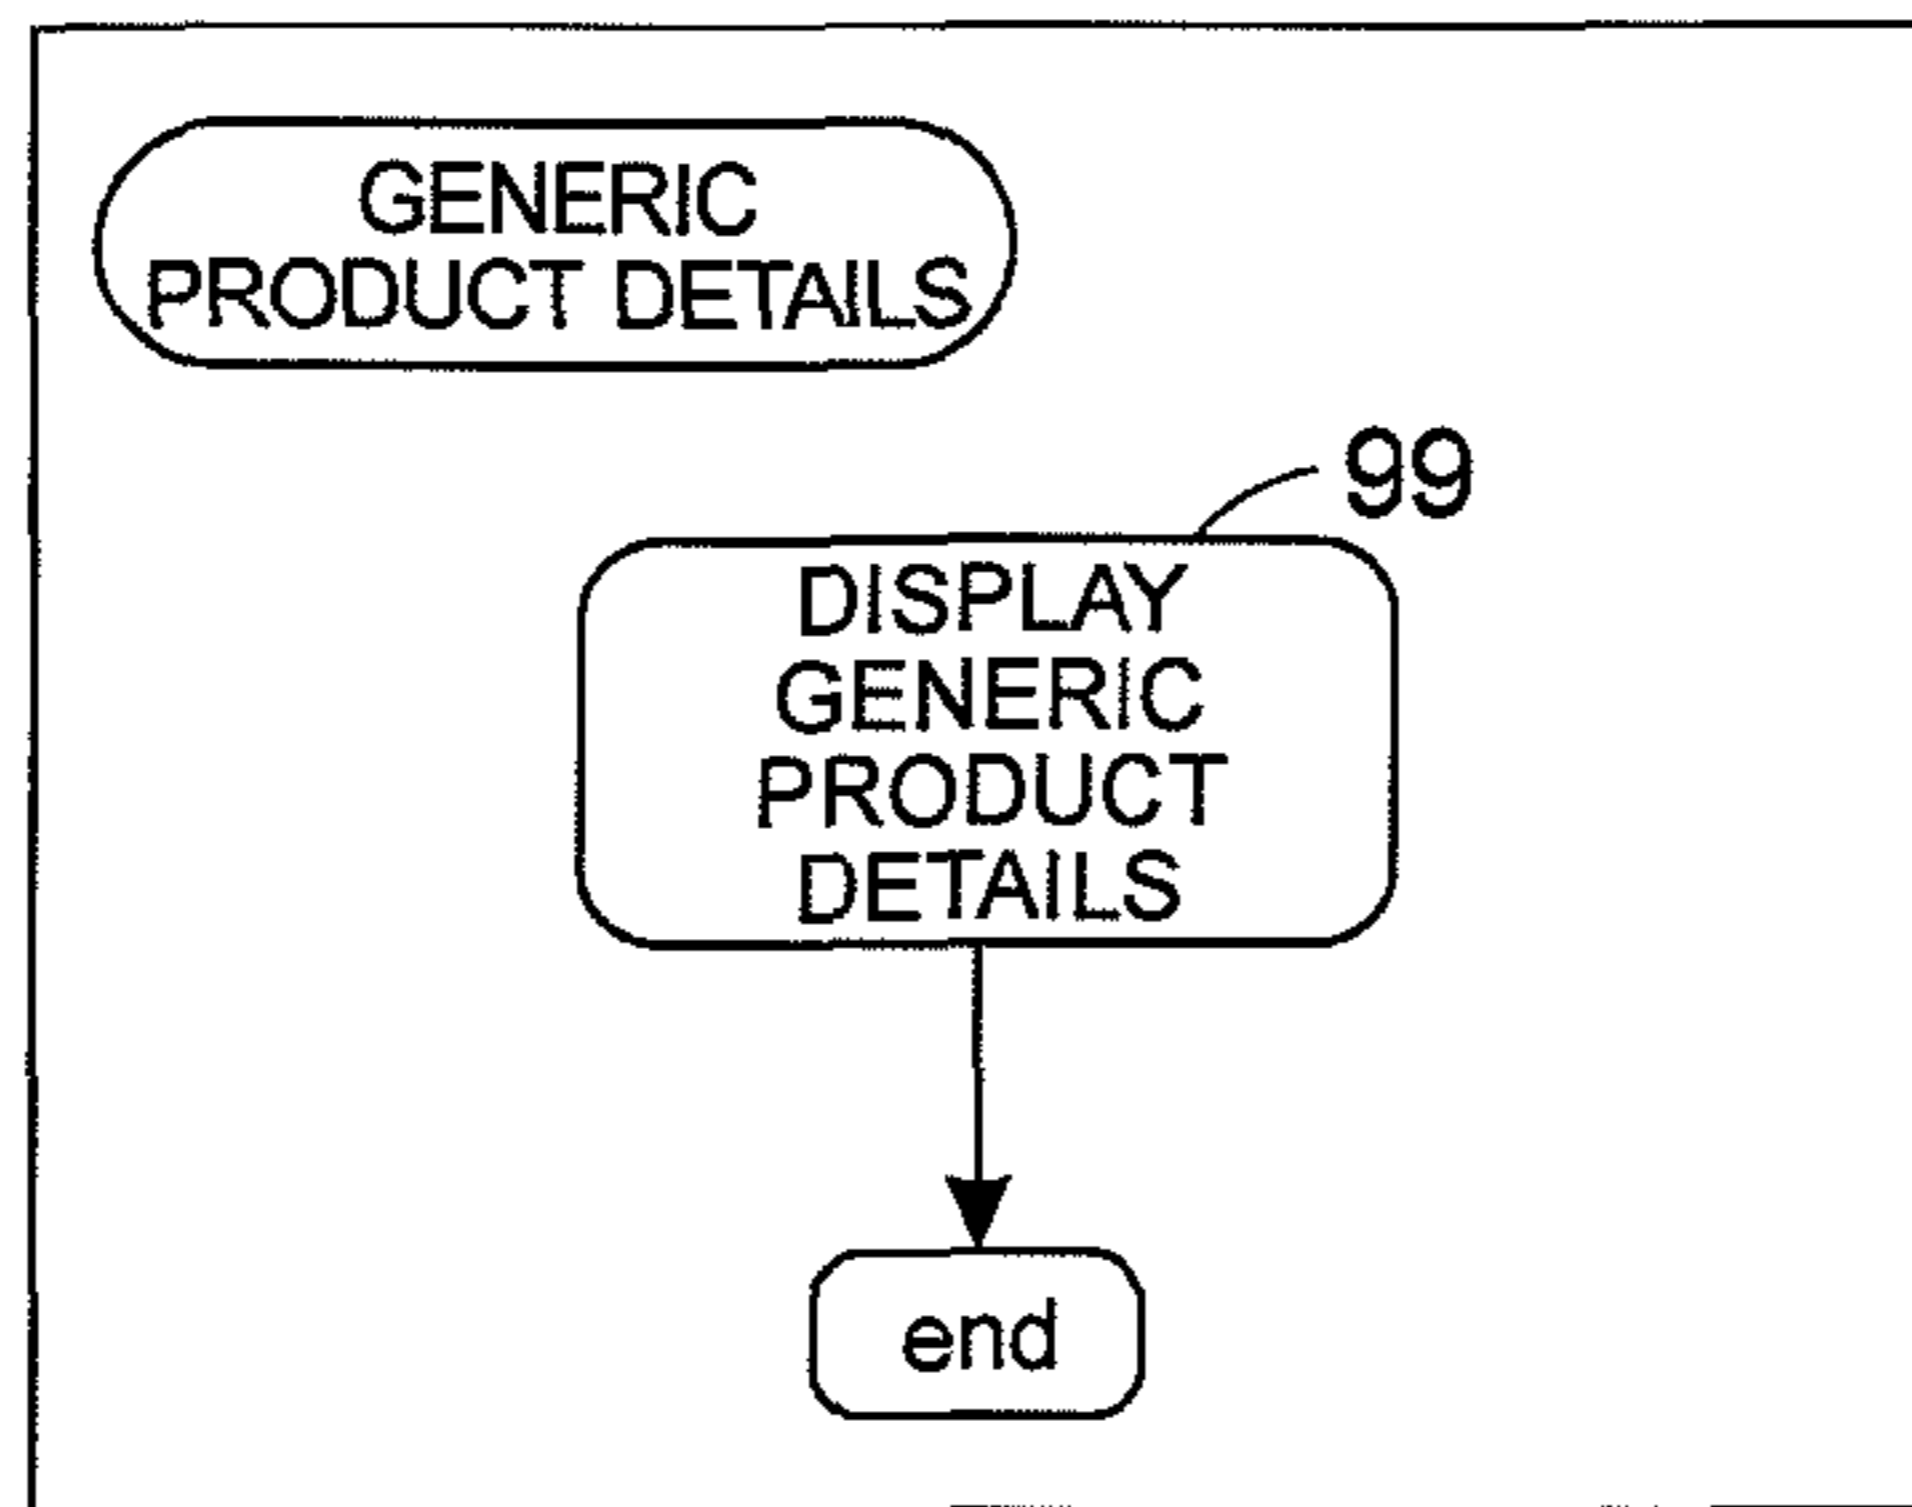 GENERIC
PRODUCT DETAILS
99
DISPLAY
GENERIC
PRODUCT
DETAILS
end